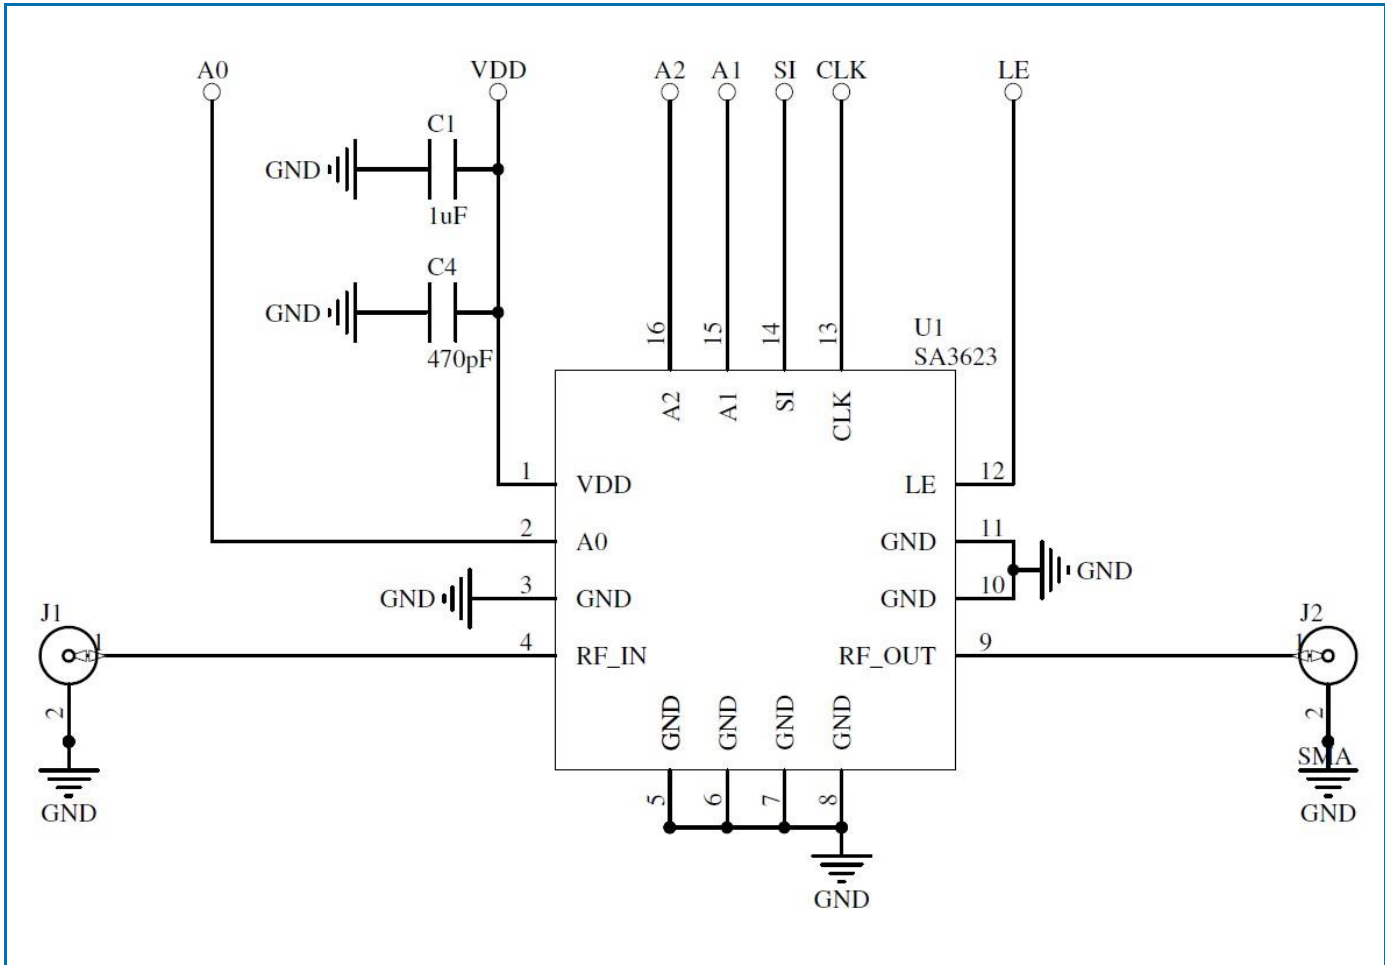 A0
VDD
A2
A1
SI
CLK
LE
C1
GND
1uF
C4
GND
470pF
16
15
14
13
U1
SA3623
A2
A1
SI
CLK
1
VDD
LE
12
2
A0
GND
11
GND
3
GND
GND
10
GND
J1
1
4
RF_IN
RF_OUT
9
1
J2
2
GND
GND
GND
GND
GND
5
6
7
8
GND
2
SMA
GND